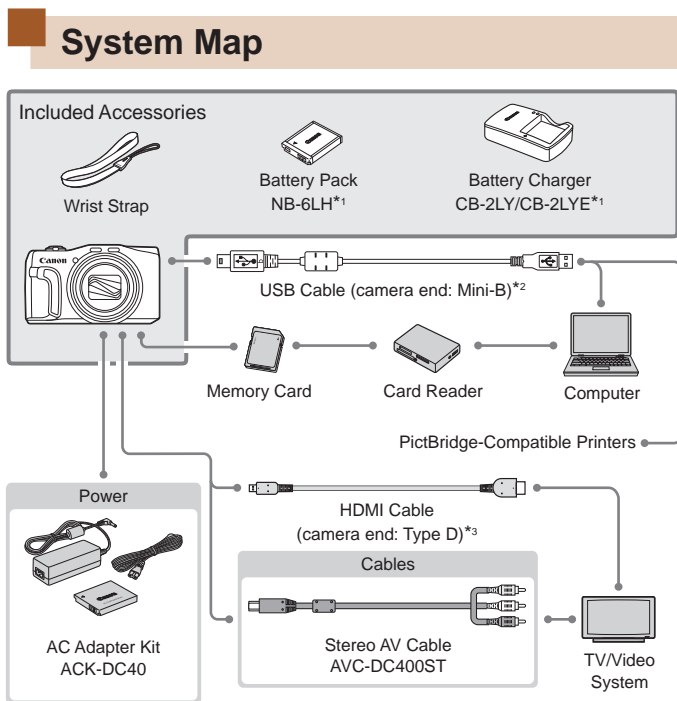 System Map
Included Accessories
Wrist Strap
Battery Pack
NB-6LH*1
Battery Charger
CB-2LY/CB-2LYE*1
Canon
USB Cable (camera end: Mini-B)*2
Memory Card
Card Reader
Computer
PictBridge-Compatible Printers
Power
AC Adapter Kit
ACK-DC40
HDMI Cable
(camera end: Type D)*3
Cables
Stereo AV Cable
AVC-DC400ST
TV/Video
System